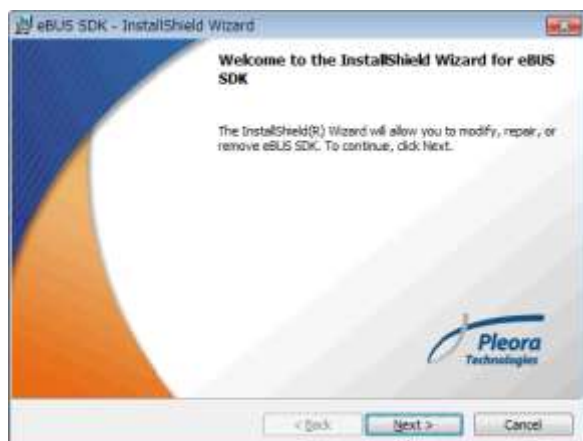 eBUS SDK - InstallShield Wizard
Welcome to the InstallShield Wizard for eBUS
SDK
The InstallShield(R) Wizard will allow you to modify, repair, or
remove eBUS SDK. To continue, click Next.
Pleora
Technologies
< Back
Next >
Cancel